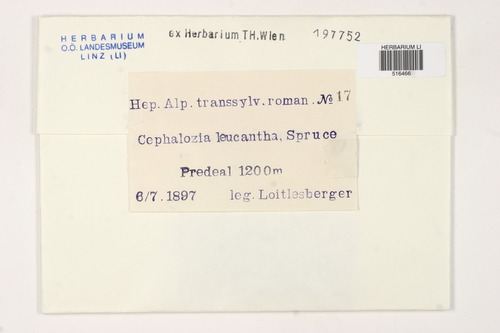 HERBARIUM
O.Ö. LANDESMUSEUM
LINZ (LI)
ex Herbarium TH.Wien
197752
HERBARIUM LI
516466
Hep. Alp. transsylv. roman. № 17
Cephalozia leucantha, Spruce
Predeal 1200m
6/7. 1897 leg. Loitlesberger